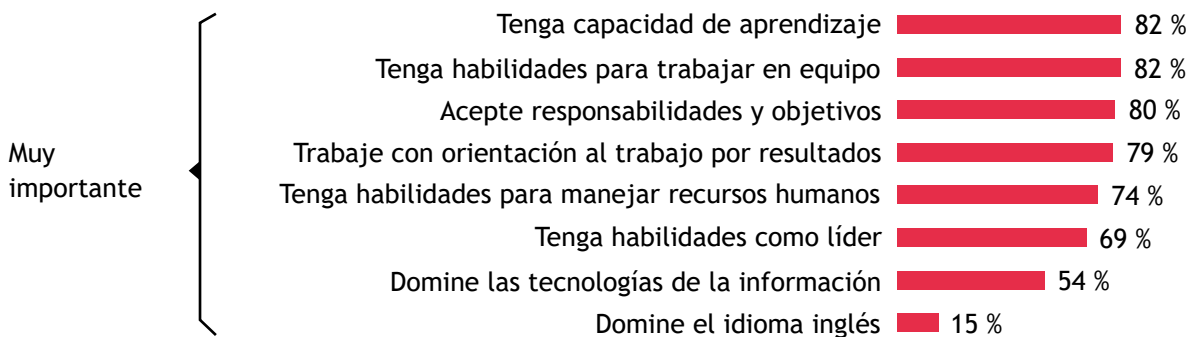 Muy
importante
Tenga capacidad de aprendizaje 82 %
Tenga habilidades para trabajar en equipo 82 %
Acepte responsabilidades y objetivos 80 %
Trabaje con orientación al trabajo por resultados 79 %
Tenga habilidades para manejar recursos humanos 74 %
Tenga habilidades como líder 69 %
Domine las tecnologías de la información 54 %
Domine el idioma inglés 15 %